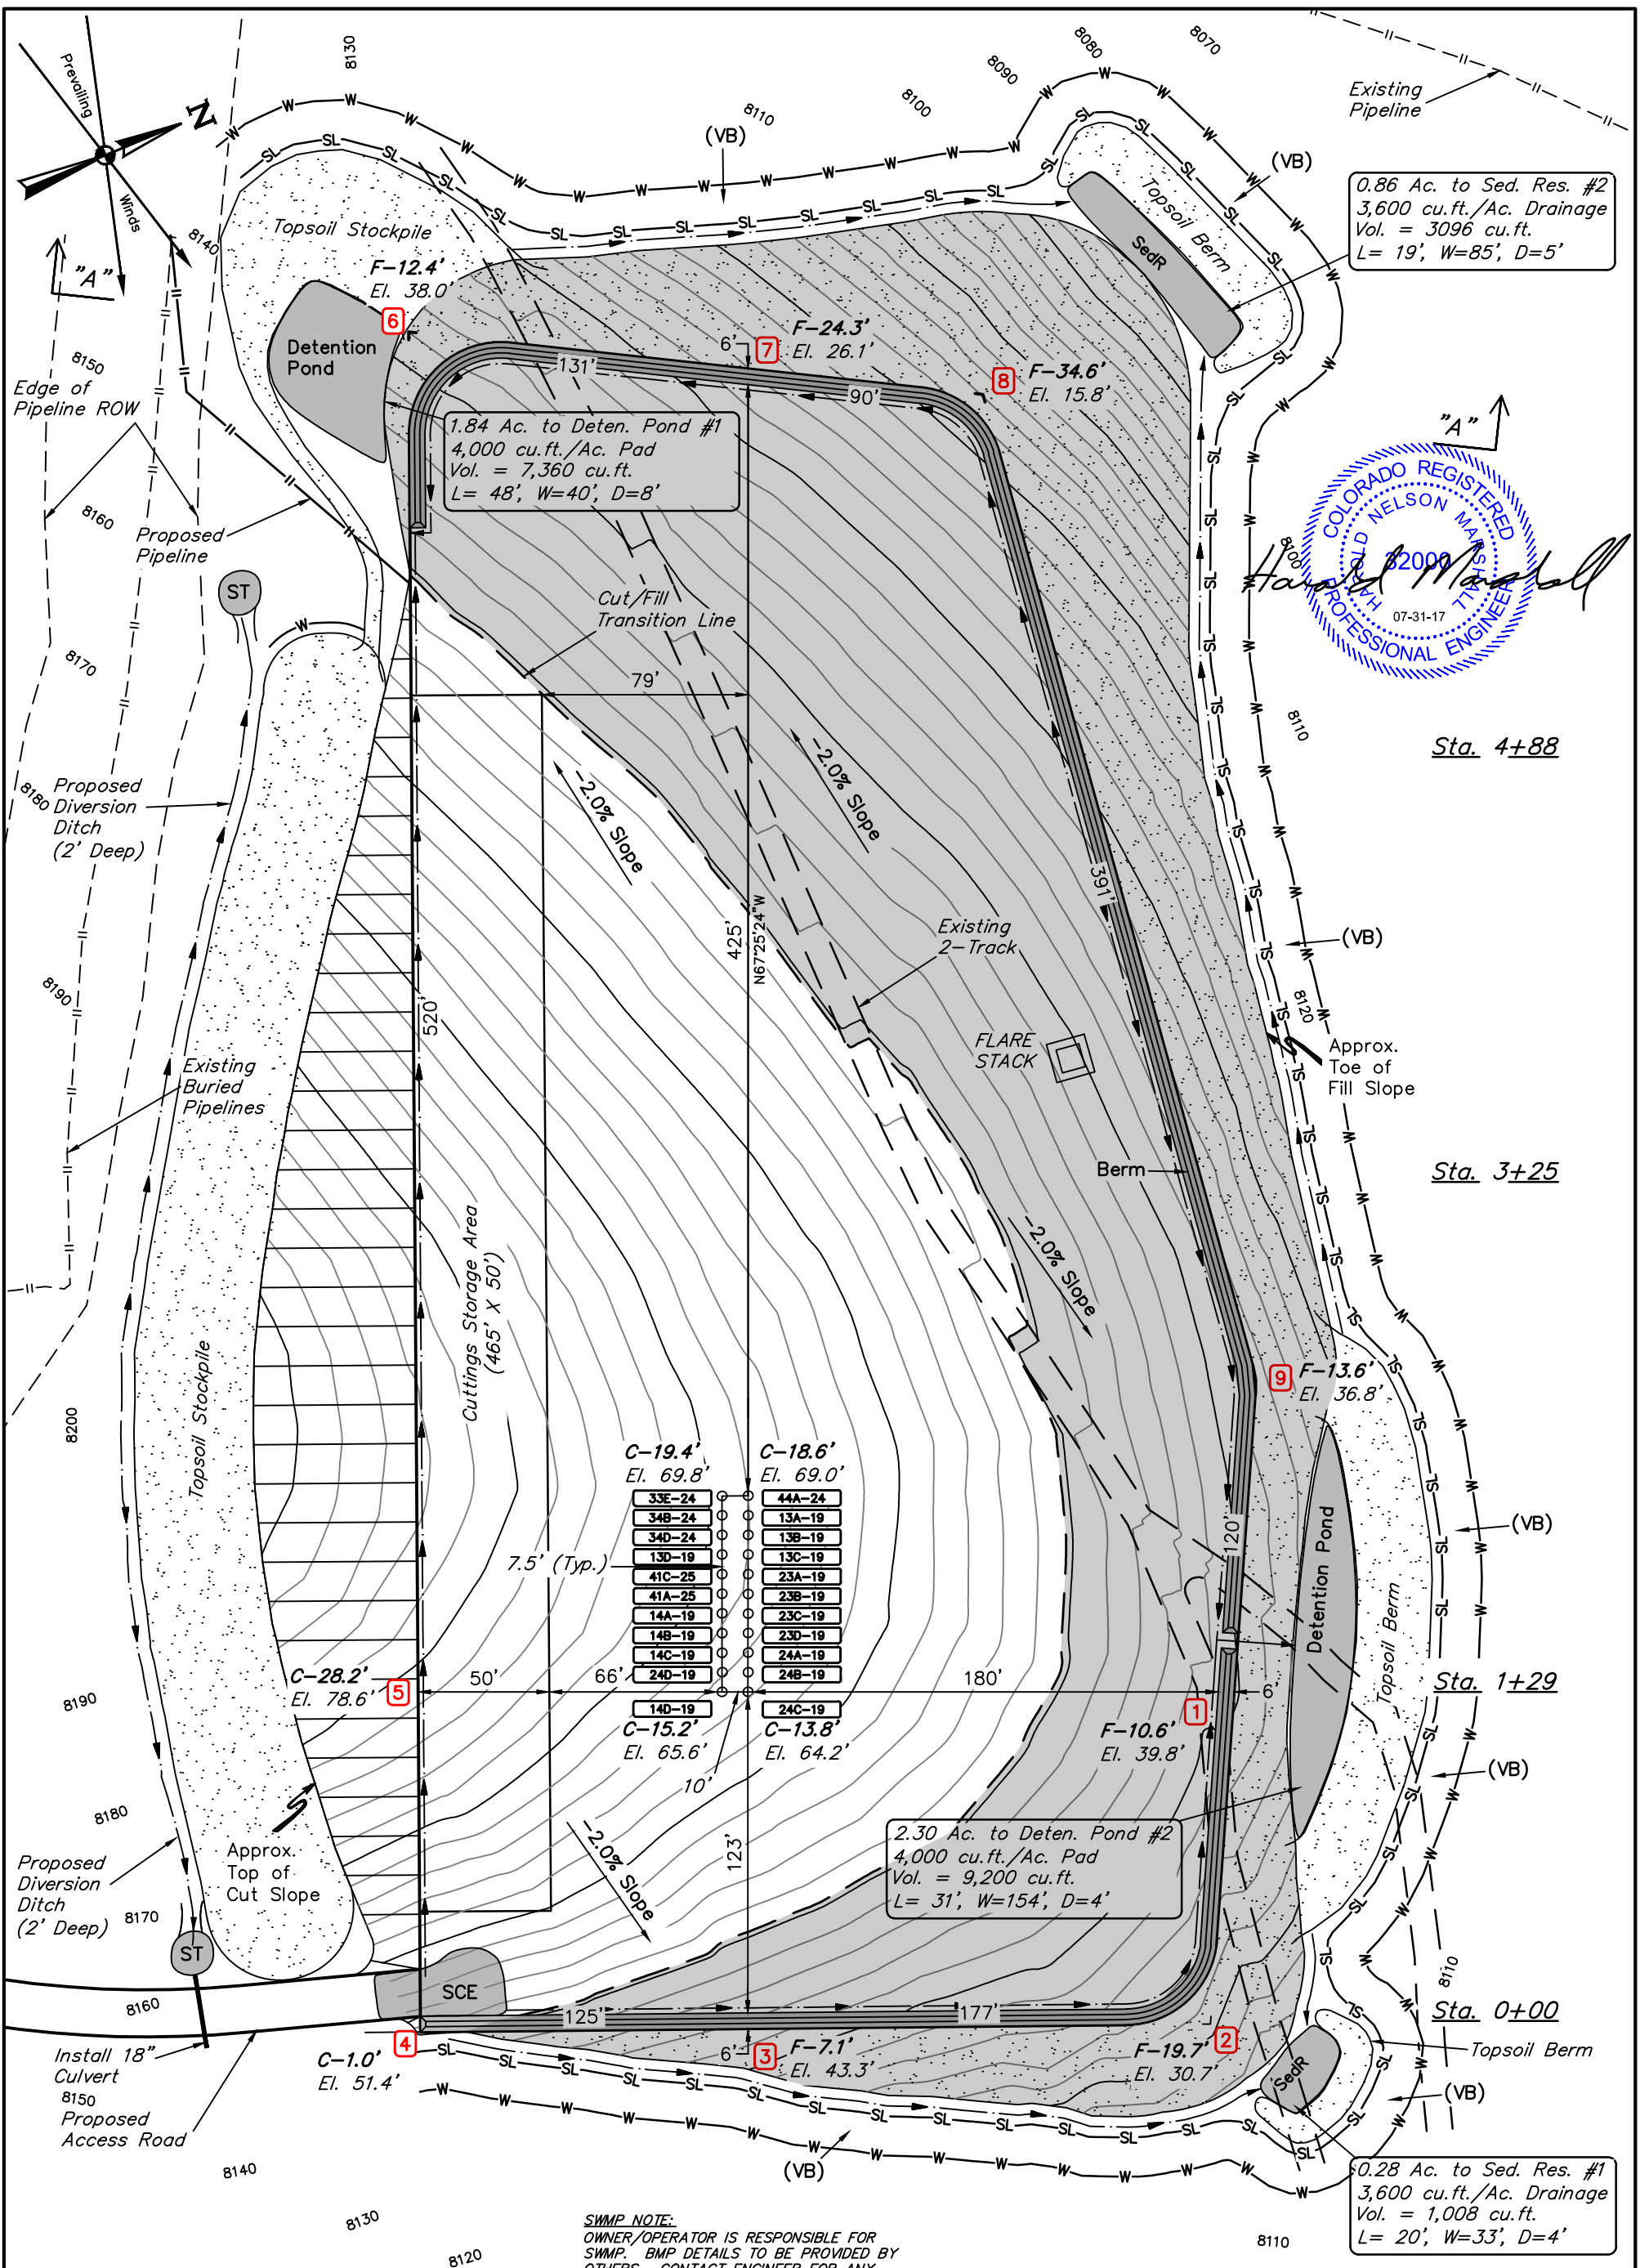 8130
8080
8070
8090
8100
8110
Prevailing
Winds
N
(VB)
Existing
Pipeline
(VB)
0.86 Ac. to Sed. Res. #2
3,600 cu.ft./Ac. Drainage
Vol. = 3096 cu.ft.
L= 19', W=85', D=5'
Topsoil Stockpile
Topsoil Berm
SedR
8140
"A"
F-12.4'
El. 38.0'
6
Detention
Pond
F-24.3'
El. 26.1'
7
6'
F-34.6'
El. 15.8'
8
131'
90'
8150
Edge of
Pipeline ROW
"A"
1.84 Ac. to Deten. Pond #1
4,000 cu.ft./Ac. Pad
Vol. = 7,360 cu.ft.
L= 48', W=40', D=8'
COLORADO REGISTERED
HAROLD NELSON MARSHALL
32000
07-31-17
PROFESSIONAL ENGINEER
Harold Marshall
8100
8160
Proposed
Pipeline
ST
Cut/Fill
Transition Line
8170
79'
8110
Sta. 4+88
-2.0% Slope
-2.0% Slope
8180
Proposed
Diversion
Ditch
(2' Deep)
391'
425'
N67°25'24"W
Existing
2-Track
(VB)
8190
520'
8120
FLARE
STACK
Approx.
Toe of
Fill Slope
Existing
Buried
Pipelines
Berm
Sta. 3+25
Cuttings Storage Area
(465' X 50')
-2.0% Slope
Topsoil Stockpile
8200
9
F-13.6'
El. 36.8'
C-19.4'
El. 69.8'
C-18.6'
El. 69.0'
33E-24
44A-24
34B-24
13A-19
34D-24
13B-19
13D-19
13C-19
41C-25
23A-19
41A-25
23B-19
14A-19
23C-19
14B-19
23D-19
14C-19
24A-19
24D-19
24B-19
14D-19
24C-19
7.5' (Typ.)
120'
Detention Pond
Topsoil Berm
(VB)
C-28.2'
El. 78.6'
5
50'
66'
180'
6'
Sta. 1+29
8190
C-15.2'
El. 65.6'
C-13.8'
El. 64.2'
10'
F-10.6'
El. 39.8'
1
(VB)
8180
Approx.
Top of
Cut Slope
-2.0% Slope
123'
2.30 Ac. to Deten. Pond #2
4,000 cu.ft./Ac. Pad
Vol. = 9,200 cu.ft.
L= 31', W=154', D=4'
Proposed
Diversion
Ditch
(2' Deep)
8170
ST
SCE
8110
8160
125'
177'
Sta. 0+00
Install 18"
Culvert
4
C-1.0'
El. 51.4'
6'
3
F-7.1'
El. 43.3'
F-19.7'
El. 30.7'
2
SedR
Topsoil Berm
(VB)
8150
Proposed
Access Road
8140
(VB)
0.28 Ac. to Sed. Res. #1
3,600 cu.ft./Ac. Drainage
Vol. = 1,008 cu.ft.
L= 20', W=33', D=4'
8130
8120
8110
SWMP NOTE:
OWNER/OPERATOR IS RESPONSIBLE FOR
SWMP. BMP DETAILS TO BE PROVIDED BY
OTHERS. CONTACT ENGINEER FOR ANY